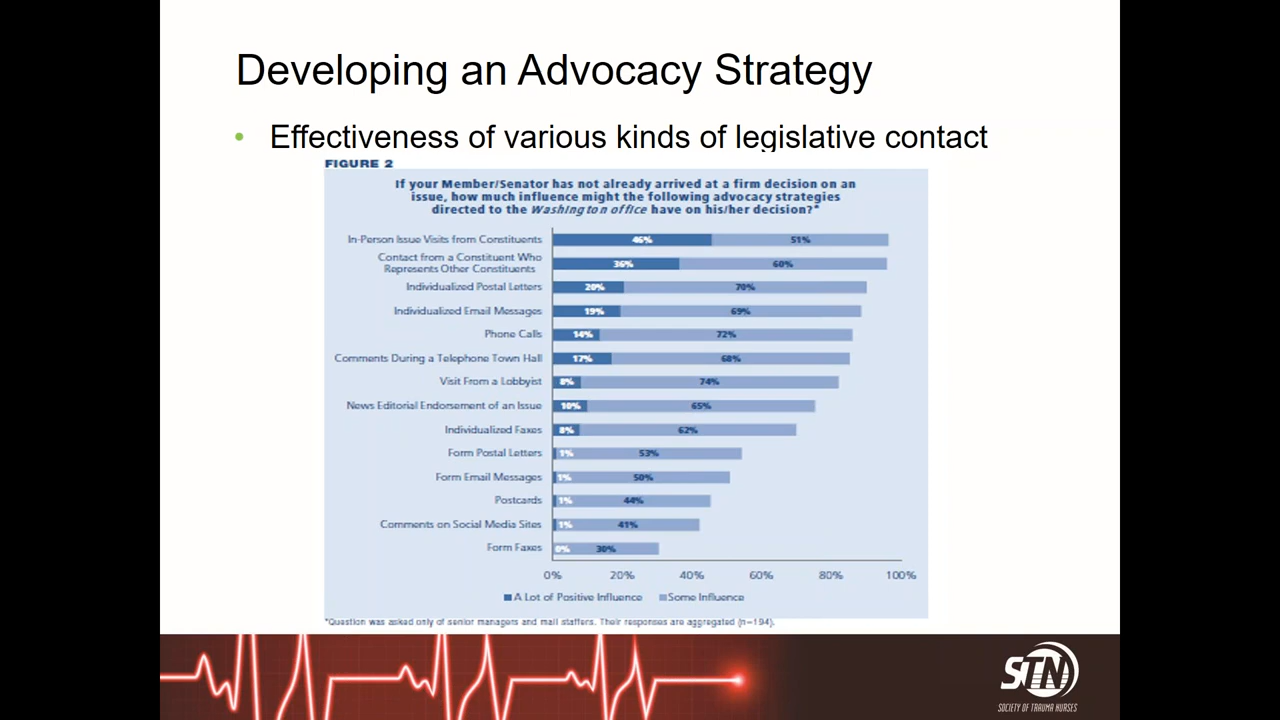 Developing an Advocacy Strategy
• Effectiveness of various kinds of legislative contact
FIGURE 2
If your Member/Senator has not already arrived at a firm decision on an
issue, how much influence might the following advocacy strategies
directed to the Washington office have on his/her decision?*
In-Person Issue Visits from Constituents 46% 51%
Contact from a Constituent Who
Represents Other Constituents 36% 60%
Individualized Postal Letters 20% 70%
Individualized Email Messages 19% 69%
Phone Calls 14% 72%
Comments During a Telephone Town Hall 17% 68%
Visit From a Lobbyist 8% 74%
News Editorial Endorsement of an Issue 10% 65%
Individualized Faxes 8% 62%
Form Postal Letters 1% 53%
Form Email Messages 1% 50%
Postcards 1% 44%
Comments on Social Media Sites 1% 41%
Form Faxes 0% 30%
0% 20% 40% 60% 80% 100%
A Lot of Positive Influence Some Influence
*Question was asked only of senior managers and mail staffers. Their responses are aggregated (n=194).
STN
SOCIETY OF TRAUMA NURSES